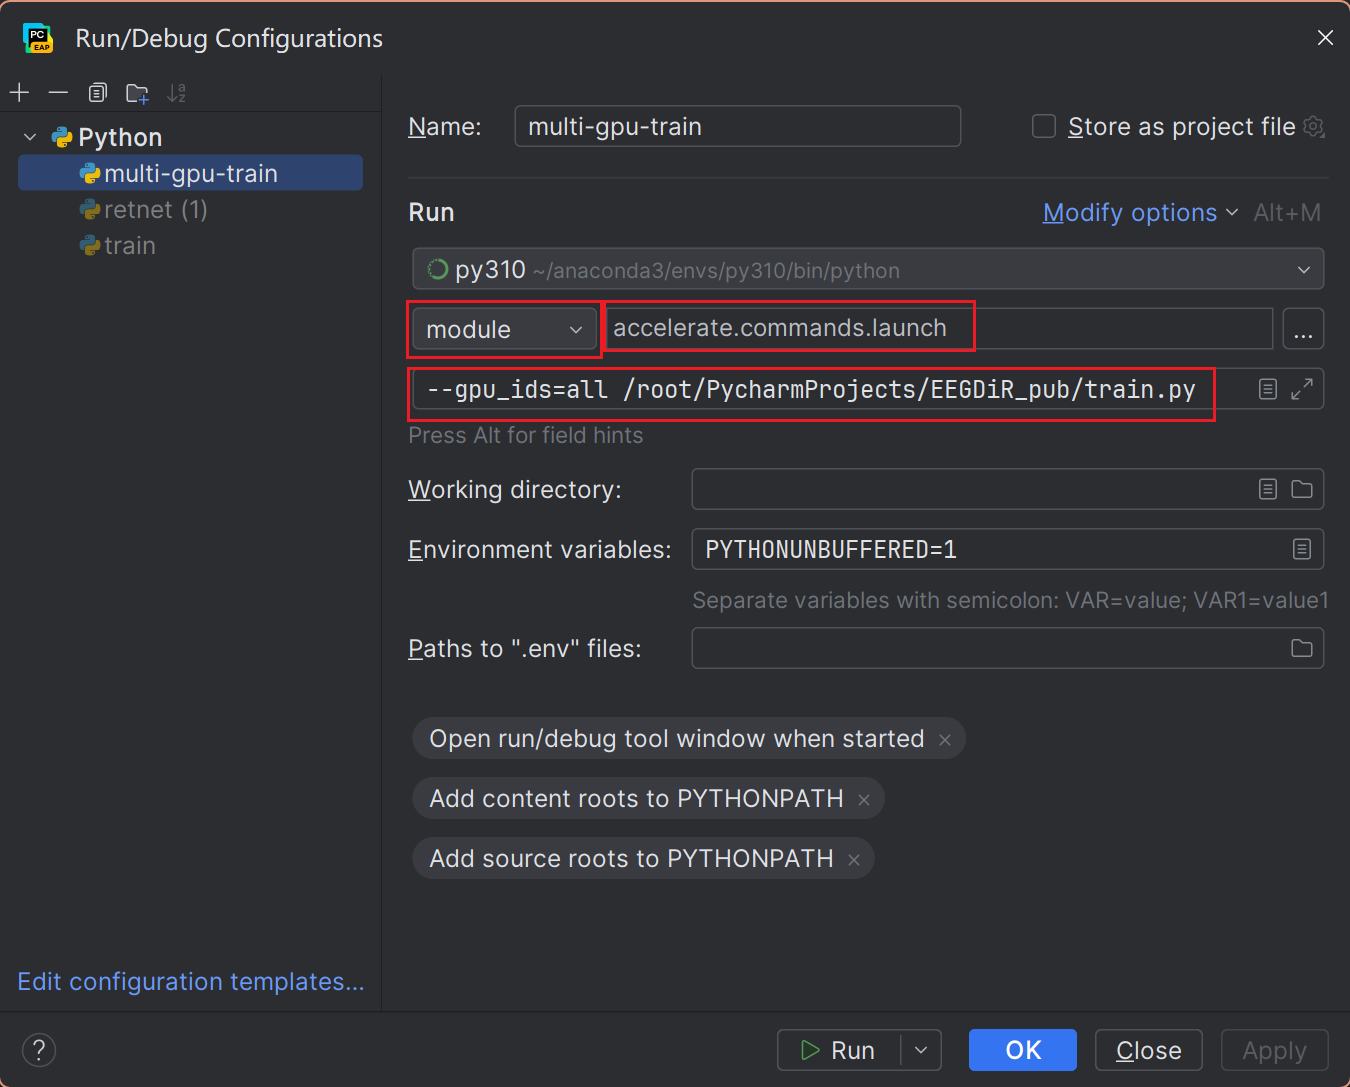 PC
EAP
Run/Debug Configurations
Python
multi-gpu-train
retnet (1)
train
Edit configuration templates...
Name:
multi-gpu-train
Store as project file
Run
Modify options
Alt+M
py310 ~/anaconda3/envs/py310/bin/python
module
accelerate.commands.launch
...
--gpu_ids=all /root/PycharmProjects/EEGDiR_pub/train.py
Press Alt for field hints
Working directory:
Environment variables:
PYTHONUNBUFFERED=1
Separate variables with semicolon: VAR=value; VAR1=value1
Paths to ".env" files:
Open run/debug tool window when started ×
Add content roots to PYTHONPATH ×
Add source roots to PYTHONPATH ×
?
Run
OK
Close
Apply